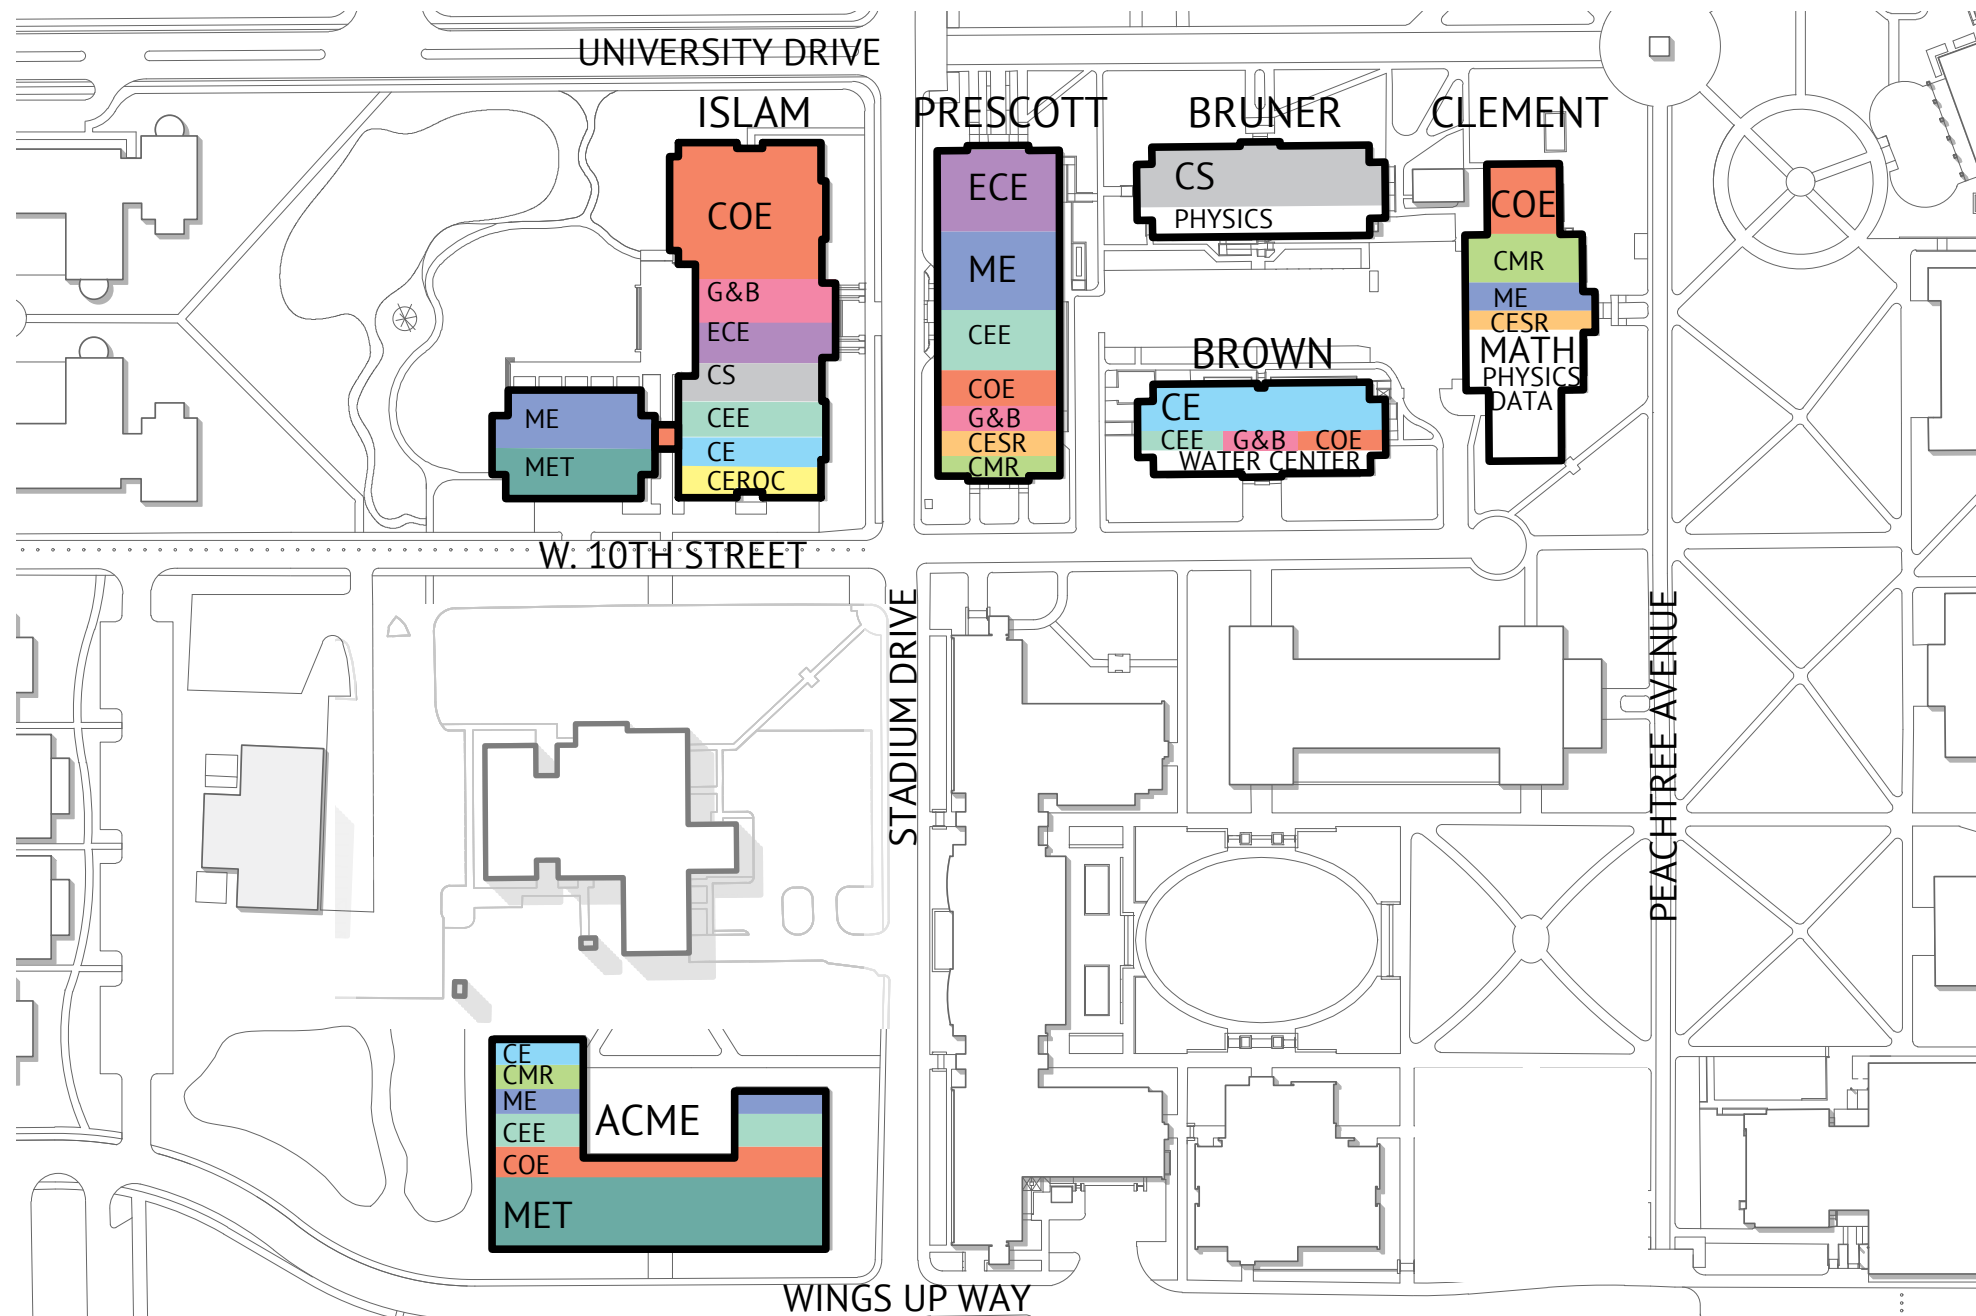 UNIVERSITY DRIVE
ISLAM
COE
G&B
ECE
CS
CEE
CE
CEROC
ME
MET
PRESCOTT
ECE
ME
CEE
COE
G&B
CESR
CMR
BRUNER
CS
PHYSICS
BROWN
CE
CEE G&B COE
WATER CENTER
CLEMENT
COE
CMR
ME
CESR
MATH
PHYSICS
DATA
W. 10TH STREET
STADIUM DRIVE
PEACHTREE AVENUE
ACME
CE
CMR
ME
CEE
COE
MET
WINGS UP WAY